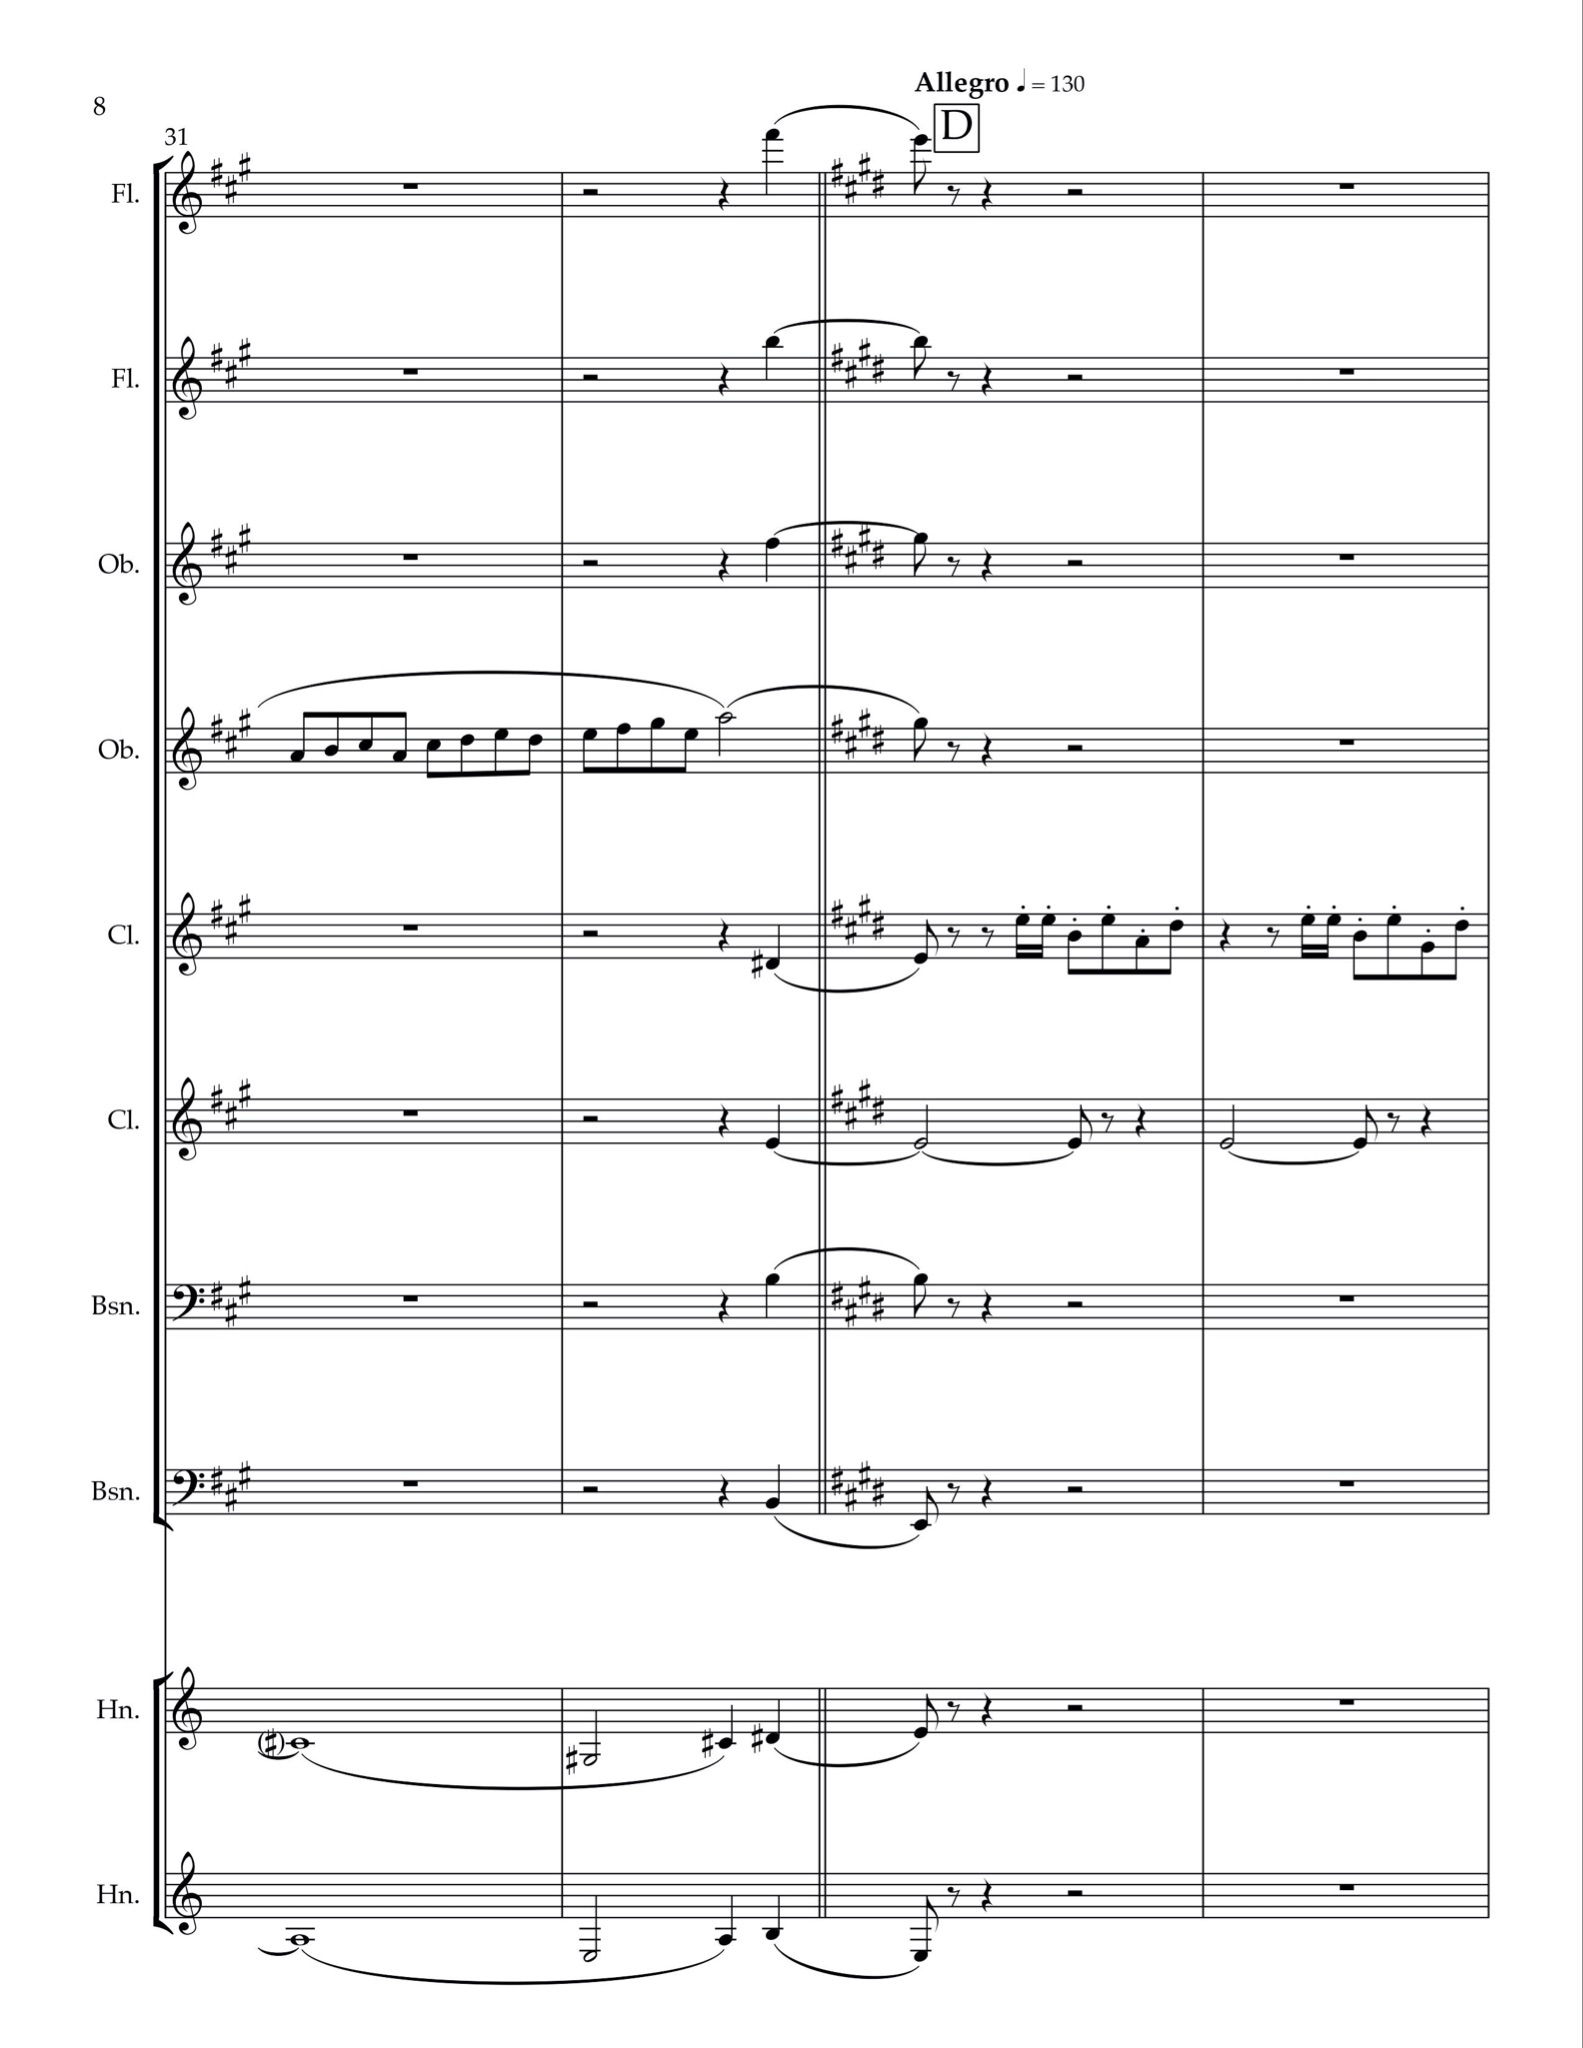 Allegro ♩ = 130
8
D
31
Fl.
Fl.
Ob.
Ob.
Cl.
Cl.
Bsn.
Bsn.
Hn.
Hn.